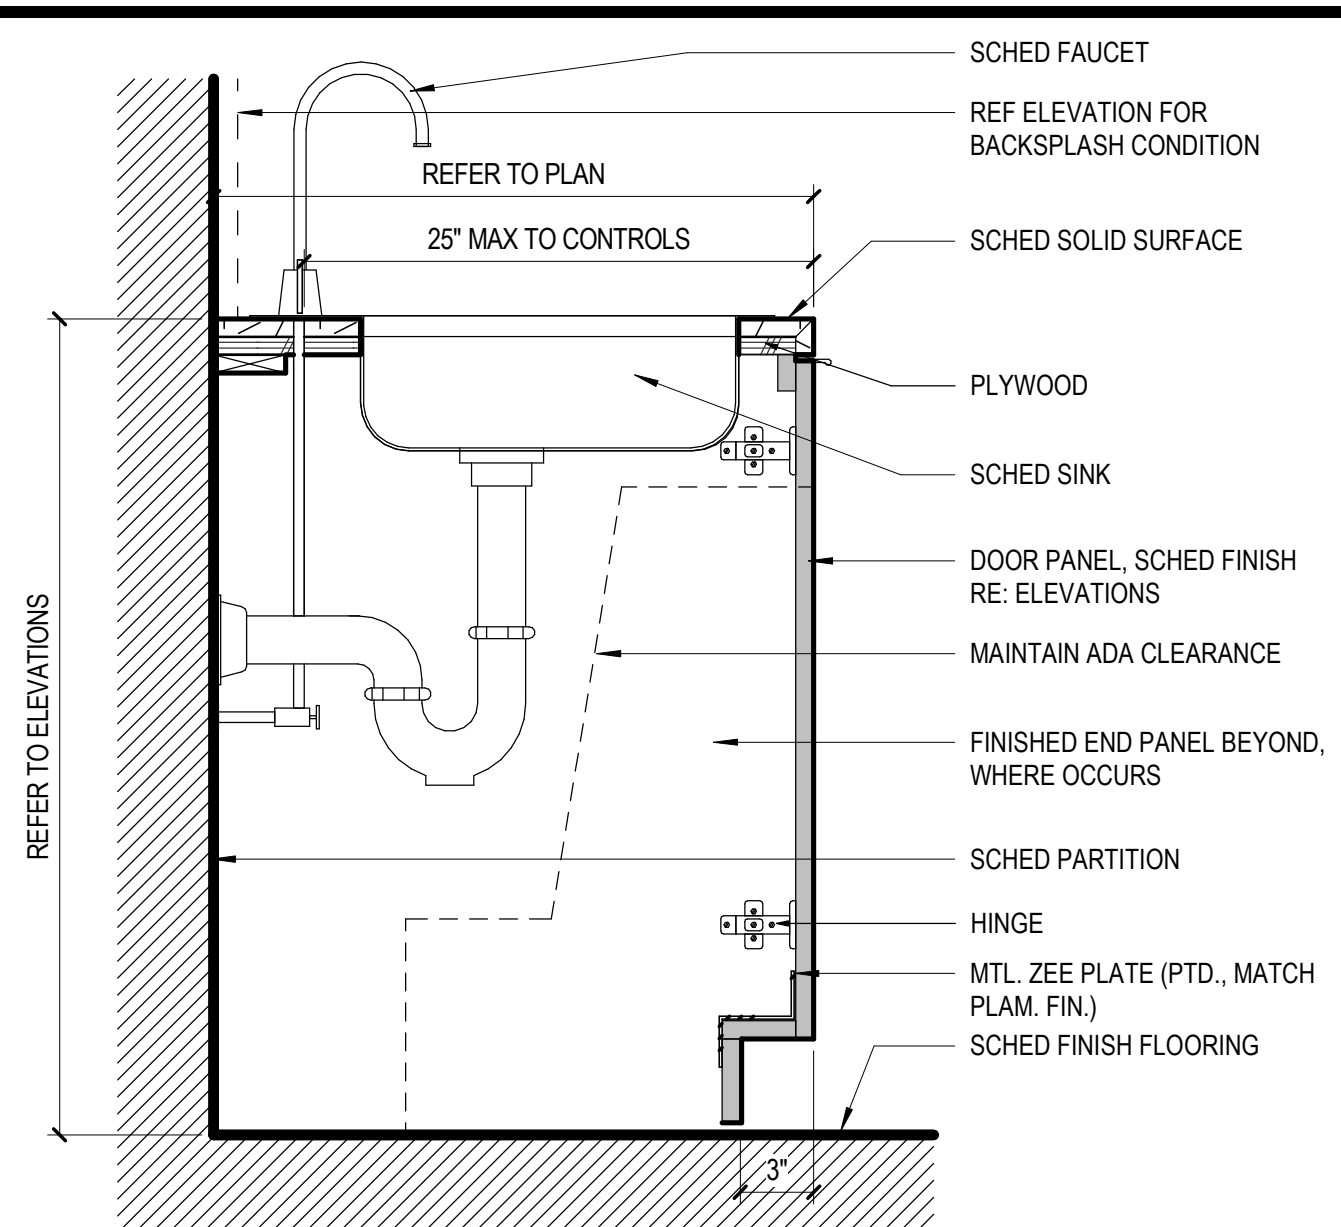 SCHED FAUCET
REF ELEVATION FOR
BACKSPLASH CONDITION
REFER TO PLAN
25" MAX TO CONTROLS
SCHED SOLID SURFACE
PLYWOOD
SCHED SINK
DOOR PANEL, SCHED FINISH
RE: ELEVATIONS
REFER TO ELEVATIONS
MAINTAIN ADA CLEARANCE
FINISHED END PANEL BEYOND,
WHERE OCCURS
SCHED PARTITION
HINGE
MTL. ZEE PLATE (PTD., MATCH
PLAM. FIN.)
SCHED FINISH FLOORING
3"